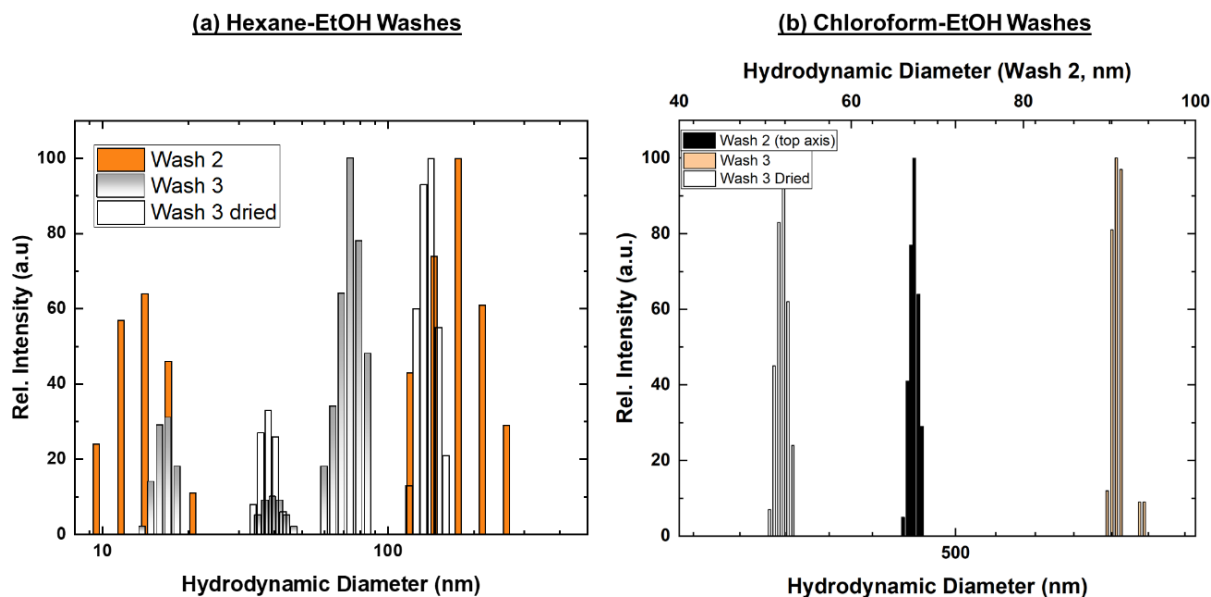 (a) Hexane-EtOH Washes
(b) Chloroform-EtOH Washes
Hydrodynamic Diameter (Wash 2, nm)
40 60 80 100
Wash 2
Wash 3
Wash 3 dried
Wash 2 (top axis)
Wash 3
Wash 3 Dried
Rel. Intensity (a.u)
100
80
60
40
20
0
10 100
Hydrodynamic Diameter (nm)
Rel. Intensity (a.u.)
100
80
60
40
20
0
500
Hydrodynamic Diameter (nm)